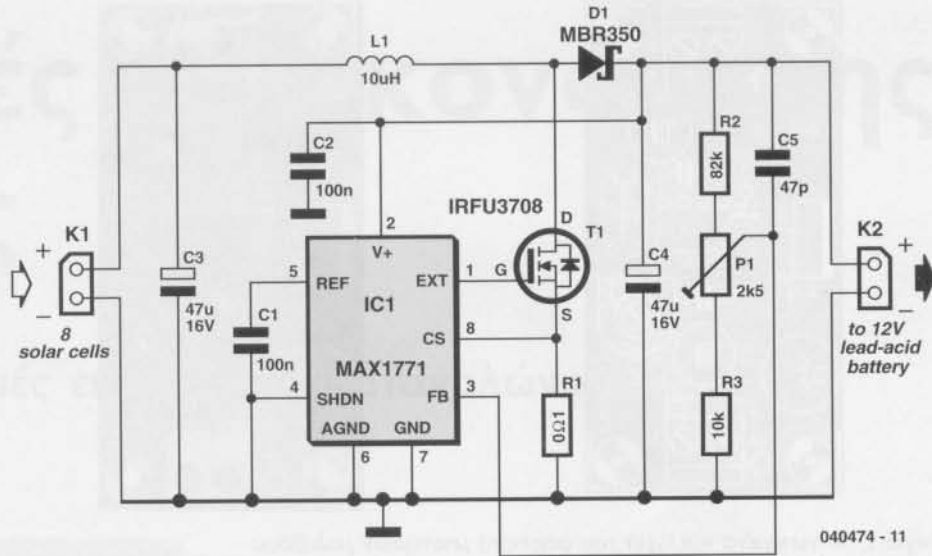 D1
MBR350
L1
10uH
R2
82k
C5
47p
C2
100n
IRFU3708
D
T1
G
S
K1
+
–
8
solar cells
C3
47u
16V
2
V+
5
REF
EXT
1
IC1
C1
100n
CS
8
MAX1771
4
SHDN
FB
3
AGND
GND
6
7
R1
0Ω1
C4
47u
16V
P1
2k5
R3
10k
K2
+
–
to 12V
lead-acid
battery
040474 - 11